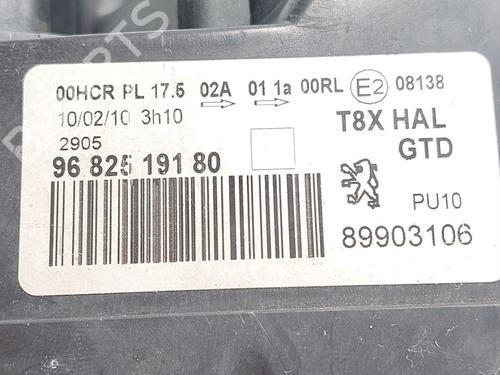 00HCR PL 17.5 02A 01 1a 00RL E2 08138
10/02/10 3h10
2905
96 825 191 80
T8X HAL
GTD
PU10
89903106